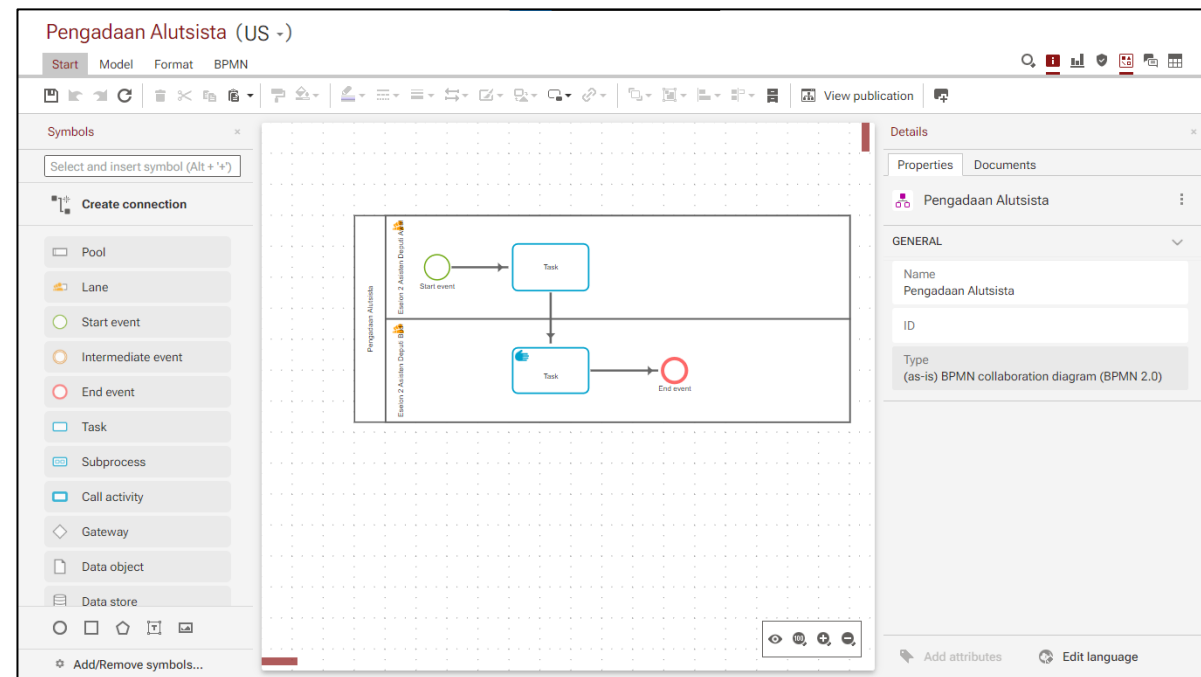 Pengadaan Alutsista (US -)
Start Model Format BPMN
View publication
Symbols
Select and insert symbol (Alt + '+')
Create connection
Pool
Lane
Start event
Intermediate event
End event
Task
Subprocess
Call activity
Gateway
Data object
Data store
Add/Remove symbols...
Pengadaan Alutsista
Eselon 2 Asisten Deputi
Start event
Task
Eselon 2 Asisten Deputi
Task
End event
100
Details
Properties Documents
Pengadaan Alutsista
GENERAL
Name
Pengadaan Alutsista
ID
Type
(as-is) BPMN collaboration diagram (BPMN 2.0)
Add attributes Edit language